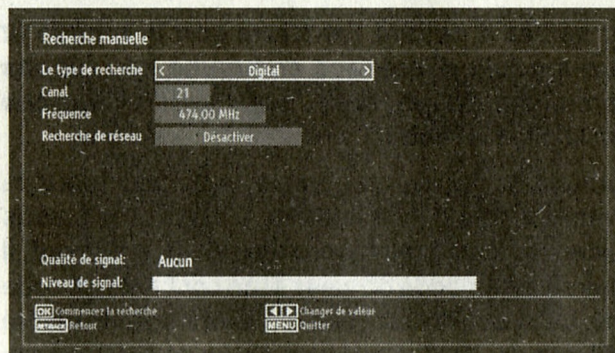 Recherche manuelle
Le type de recherche < Digital >
Canal 21
Fréquence 474.00 MHz
Recherche de réseau Désactiver
Qualité de signal: Aucun
Niveau de signal:
OK Commencez la recherche ◀ ▶ Changer de valeur
Retour MENU Quitter